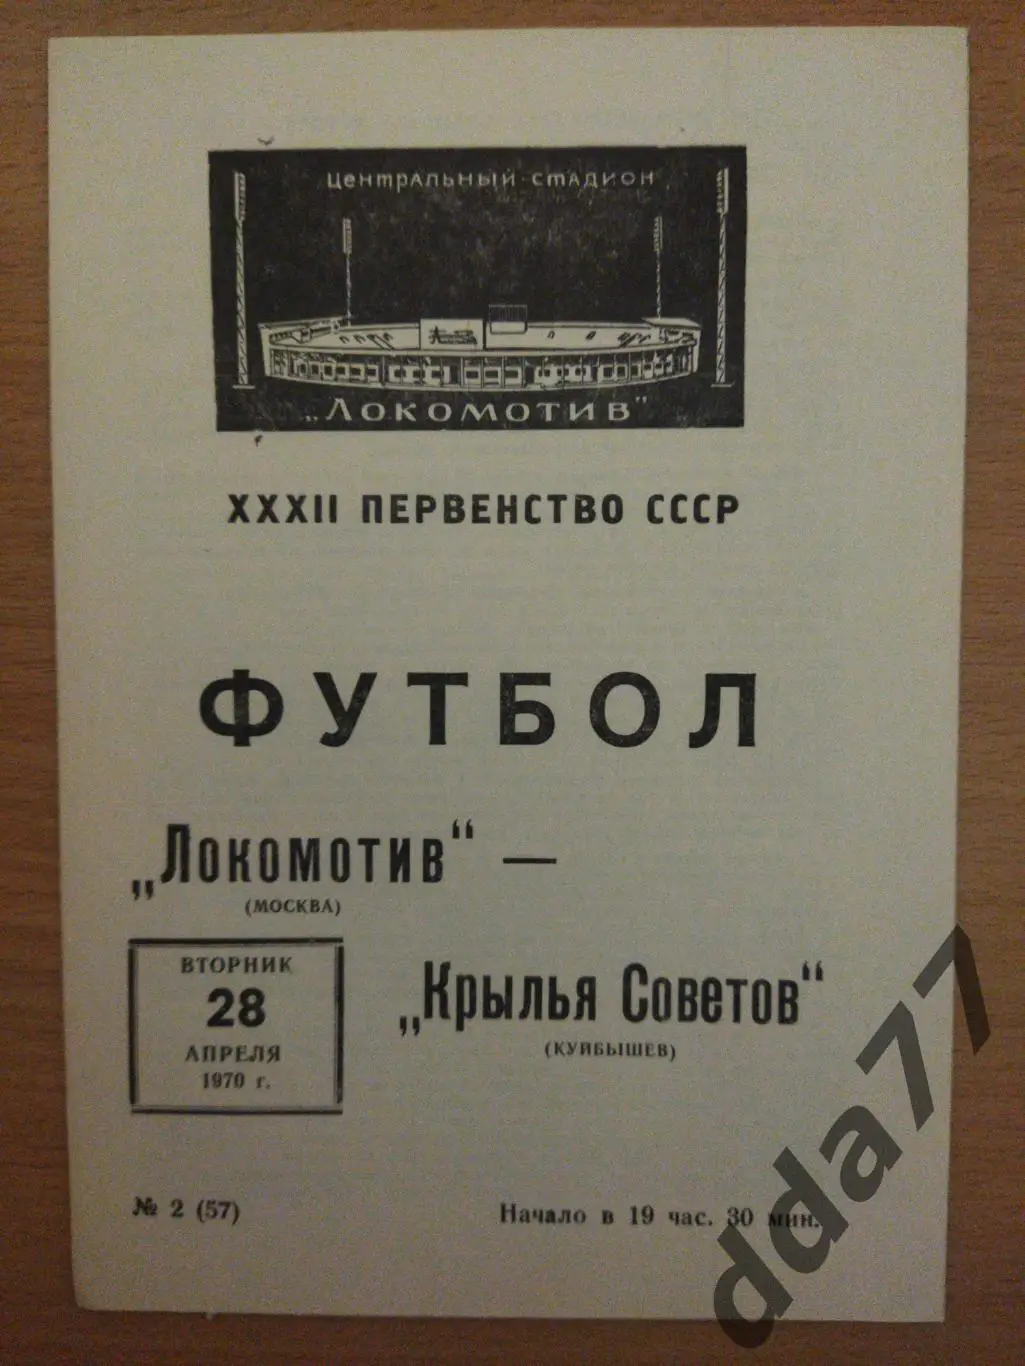 ЦЕНТРАЛЬНЫЙ СТАДИОН
„ЛОКОМОТИВ"
XXXII ПЕРВЕНСТВО СССР
ФУТБОЛ
„Локомотив“ —
(МОСКВА)
ВТОРНИК
28
АПРЕЛЯ
1970 г.
„Крылья Советов“
(КУЙБЫШЕВ)
№ 2 (57)
Начало в 19 час. 30 мин.
dda77